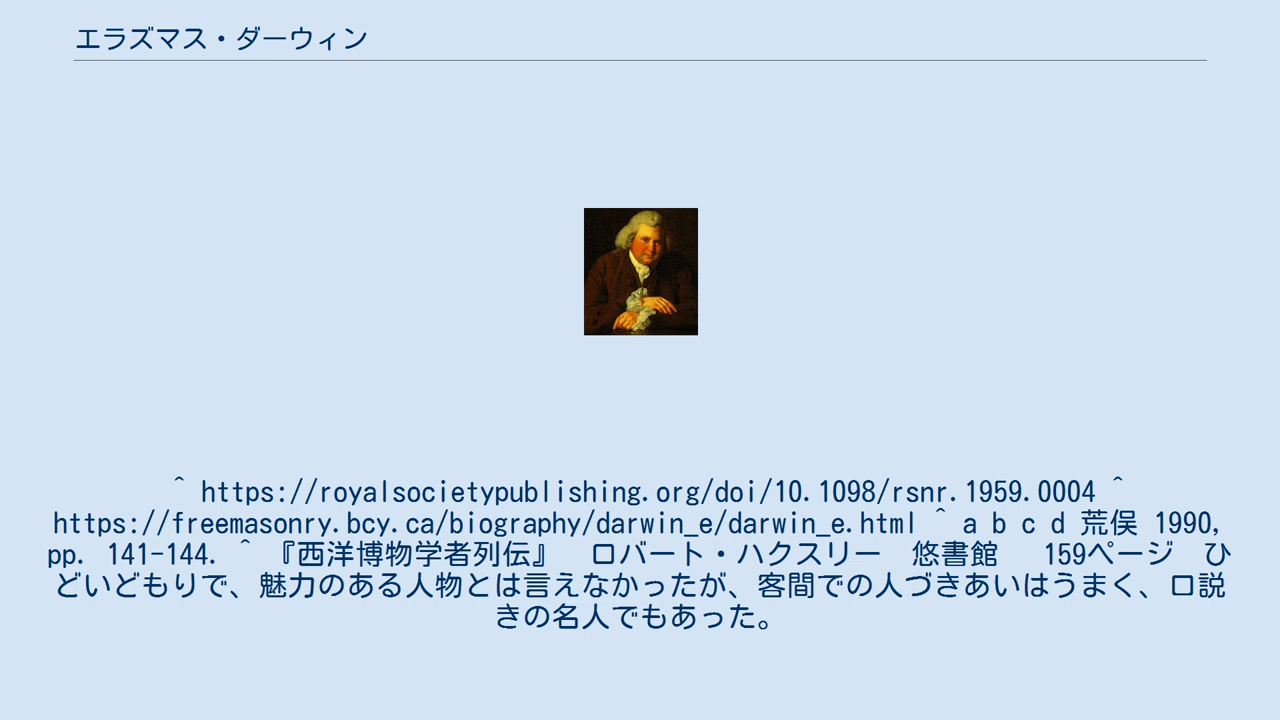 エラズマス・ダーウィン
^ https://royalsocietypublishing.org/doi/10.1098/rsnr.1959.0004 ^
https://freemasonry.bcy.ca/biography/darwin_e/darwin_e.html ^ a b c d 荒俣 1990,
pp. 141-144. ^ 『西洋博物学者列伝』　ロバート・ハクスリー　悠書館　 159ページ　ひ
どいどもりで、魅力のある人物とは言えなかったが、客間での人づきあいはうまく、口説
きの名人でもあった。